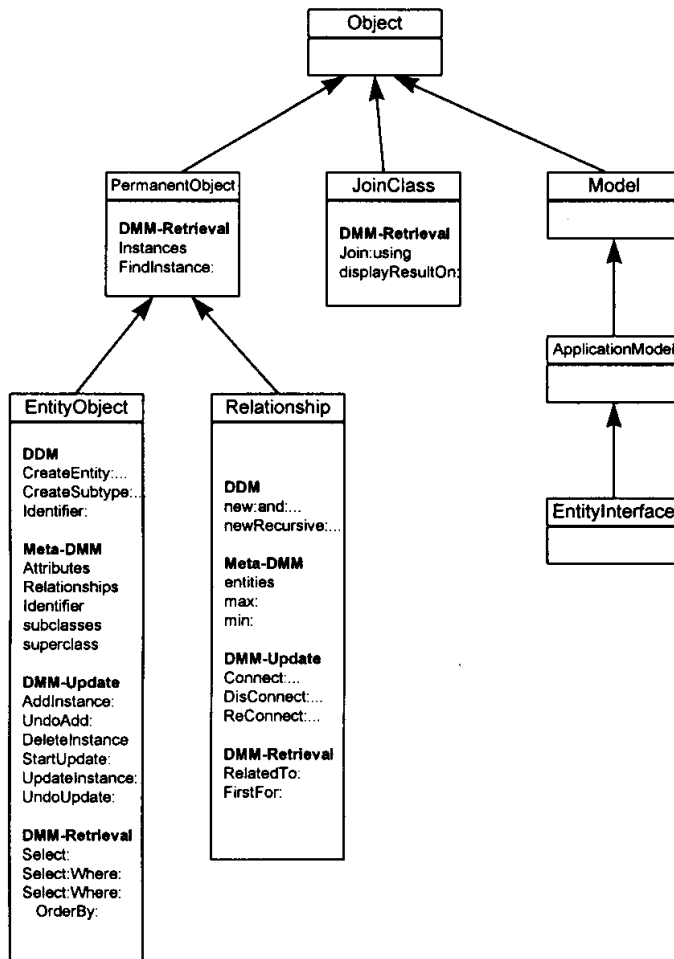 Object
PermanentObject
DMM-Retrieval
Instances
FindInstance:
JoinClass
DMM-Retrieval
Join:using
displayResultOn:
Model
ApplicationModel
EntityInterface
EntityObject
DDM
CreateEntity:...
CreateSubtype:...
Identifier:
Meta-DMM
Attributes
Relationships
Identifier
subclasses
superclass
DMM-Update
AddInstance:
UndoAdd:
DeleteInstance
StartUpdate:
UpdateInstance:
UndoUpdate:
DMM-Retrieval
Select:
Select:Where:
Select:Where:
OrderBy:
Relationship
DDM
new:and:...
newRecursive:...
Meta-DMM
entities
max:
min:
DMM-Update
Connect:...
DisConnect:...
ReConnect:...
DMM-Retrieval
RelatedTo:
FirstFor: